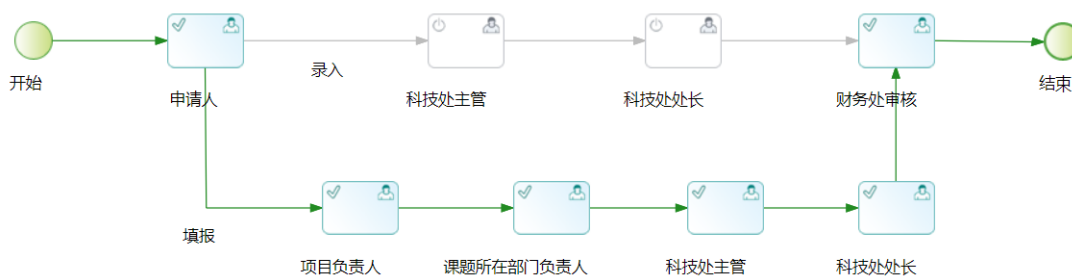 开始
申请人
录入
科技处主管
科技处处长
财务处审核
结束
填报
项目负责人
课题所在部门负责人
科技处主管
科技处处长